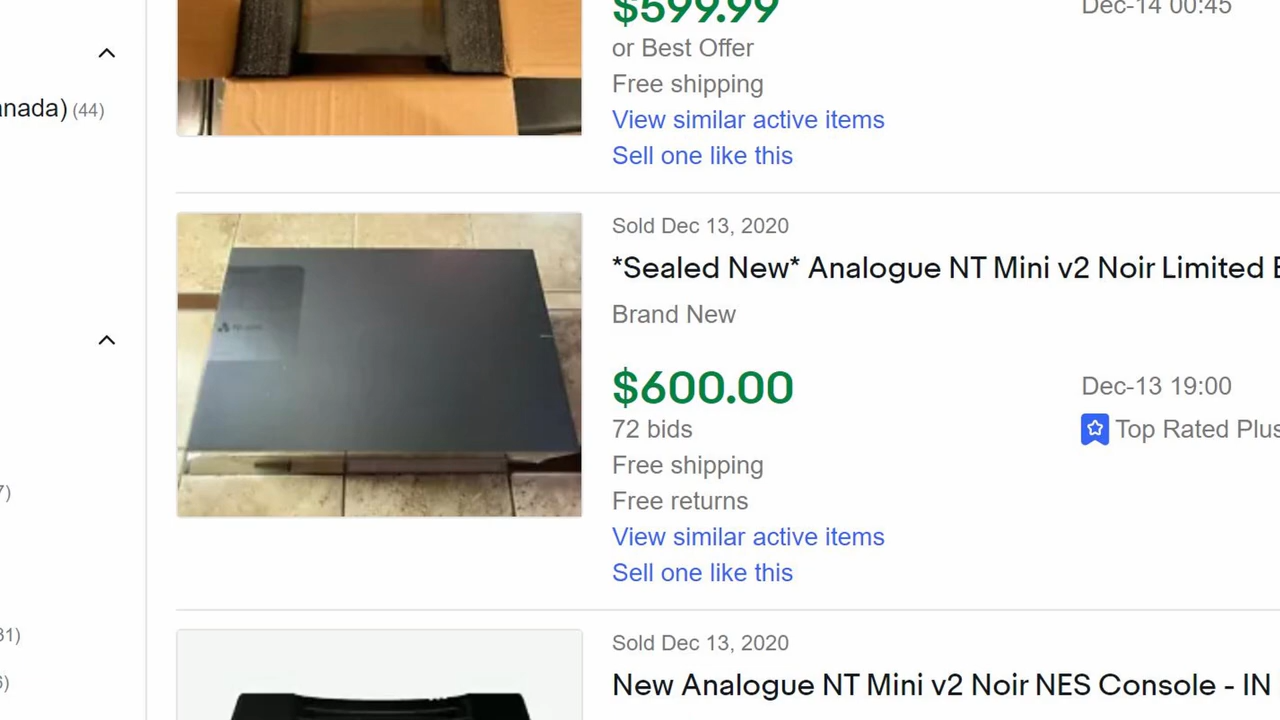 $599.99
Dec-14 00:45
or Best Offer
Free shipping
View similar active items
Sell one like this
anada) (44)
Sold Dec 13, 2020
*Sealed New* Analogue NT Mini v2 Noir Limited E
Brand New
$600.00
Dec-13 19:00
72 bids
Top Rated Plus
Free shipping
Free returns
View similar active items
Sell one like this
7)
31)
6)
Sold Dec 13, 2020
New Analogue NT Mini v2 Noir NES Console - IN